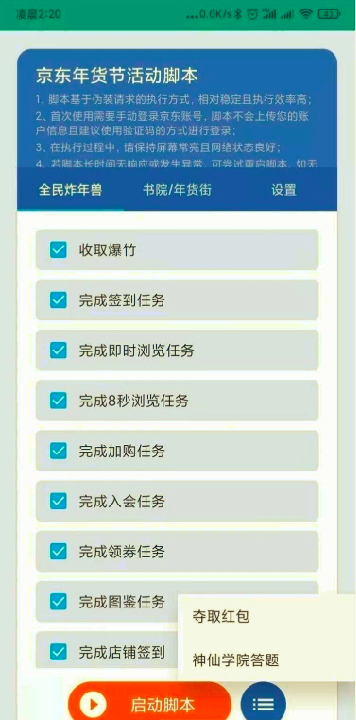 凌晨2:20
...0.0K/s
43
京东年货节活动脚本
1、脚本基于伪装请求的执行方式，相对稳定且执行效率高；
2、首次使用需要手动登录京东账号，脚本不会上传您的账
户信息且建议使用验证码的方式进行登录；
3、在执行过程中，请保持屏幕常亮且网络状态良好；
4、若脚本长时间无响应或发生异常，可尝试重启脚本，如无
全民炸年兽
书院/年货街
设置
收取爆竹
完成签到任务
完成即时浏览任务
完成8秒浏览任务
完成加购任务
完成入会任务
完成领券任务
完成图鉴任务
夺取红包
完成店铺签到
神仙学院答题
启动脚本